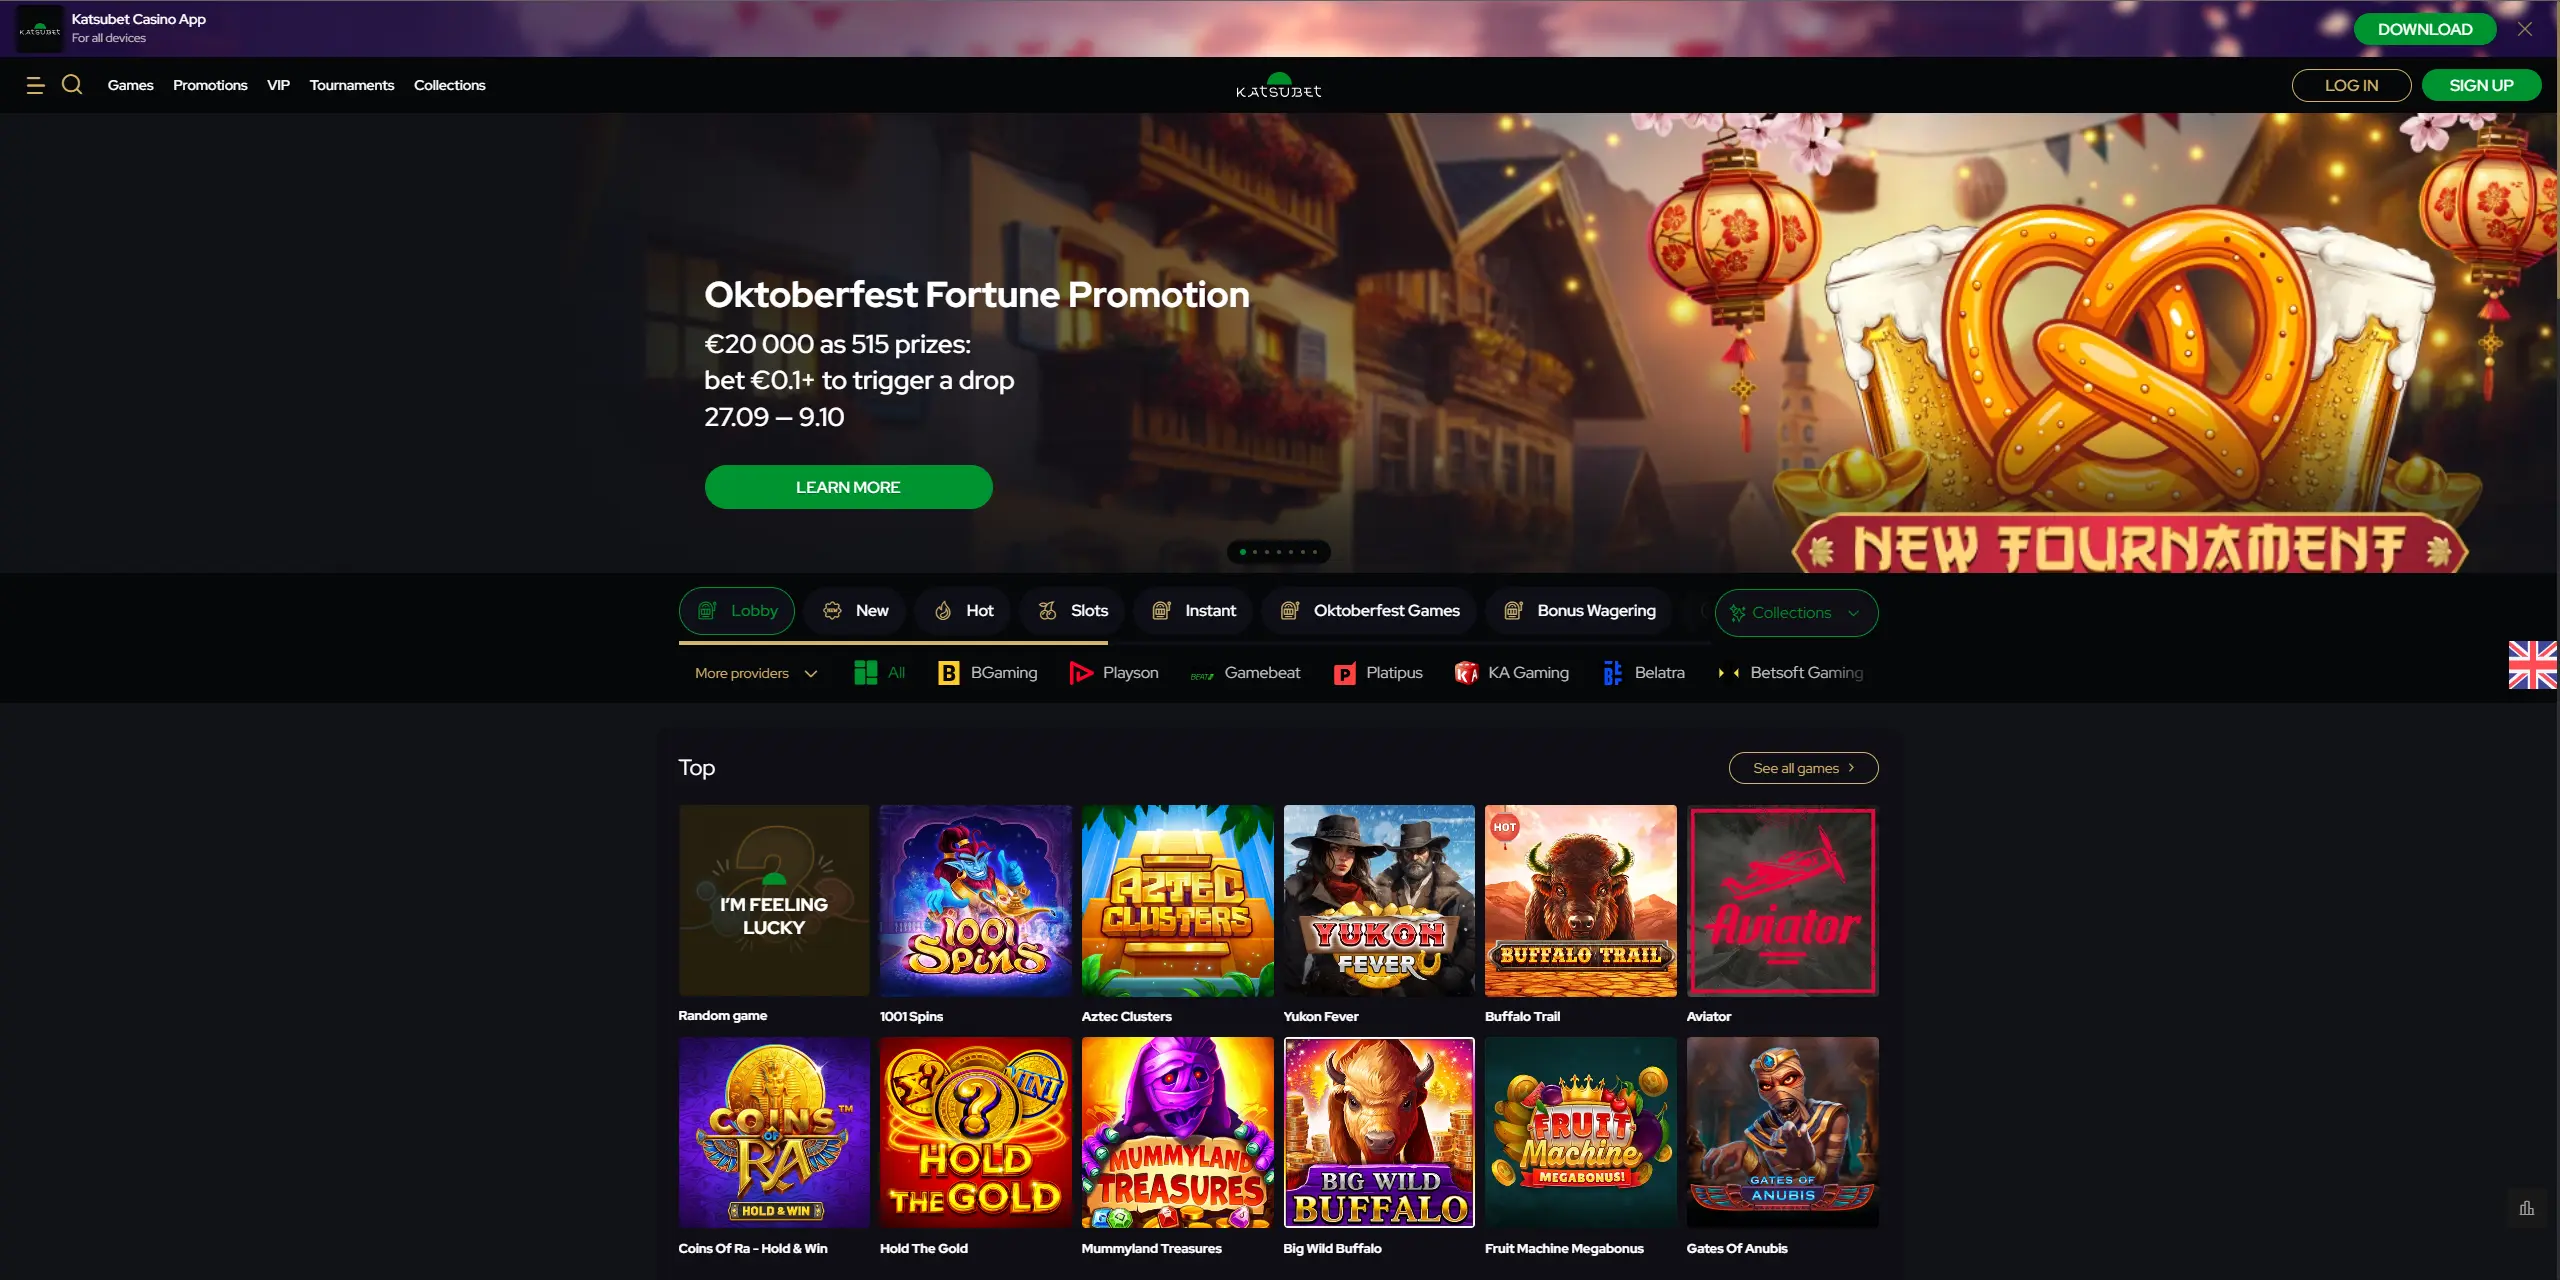 KATSUBET
Katsubet Casino App
For all devices
DOWNLOAD
Games
Promotions
VIP
Tournaments
Collections
KATSUBET
LOG IN
SIGN UP
Oktoberfest Fortune Promotion
€20 000 as 515 prizes:
bet €0.1+ to trigger a drop
27.09 — 9.10
LEARN MORE
NEW TOURNAMENT
Lobby
New
Hot
Slots
Instant
Oktoberfest Games
Bonus Wagering
Collections
More providers
All
B BGaming
Playson
BEAT Gamebeat
P Platipus
KA KA Gaming
Belatra
Betsoft Gaming
Top
See all games
I'M FEELING
LUCKY
1001
Spins
AZTEC
CLUSTERS
YUKON
FEVER
HOT
BUFFALO TRAIL
Aviator
Random game
1001 Spins
Aztec Clusters
Yukon Fever
Buffalo Trail
Aviator
COINS™
OF
RA
HOLD & WIN
X2
MINI
HOLD
THE GOLD
MUMMYLAND
TREASURES
BIG WILD
BUFFALO
FRUIT
Machine
MEGABONUS!
GATES OF
ANUBIS
Coins Of Ra - Hold & Win
Hold The Gold
Mummyland Treasures
Big Wild Buffalo
Fruit Machine Megabonus
Gates Of Anubis